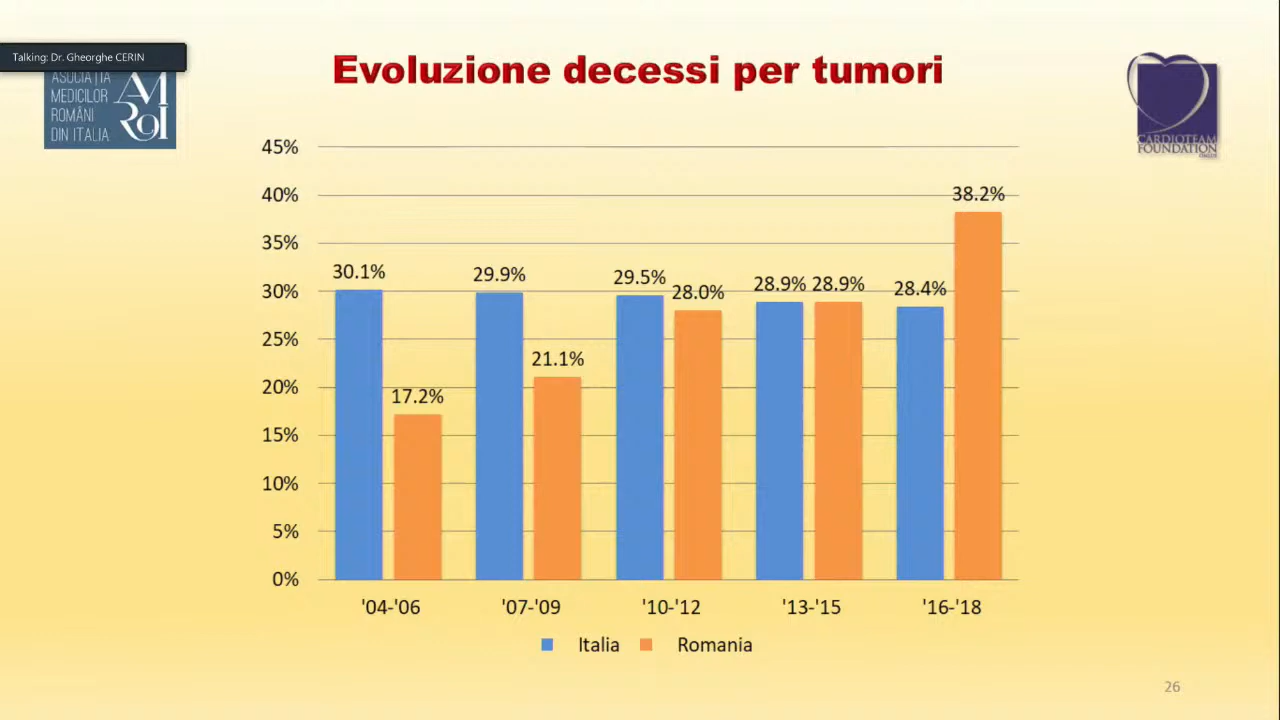 Talking: Dr. Gheorghe CERIN
ASOCIAȚIA
MEDICILOR
ROMÂNI
DIN ITALIA
AM
ROI
Evoluzione decessi per tumori
CARDIOTEAM
FOUNDATION
45%
40%
35%
30%
25%
20%
15%
10%
5%
0%
30.1%
17.2%
29.9%
21.1%
29.5%
28.0%
28.9%
28.9%
28.4%
38.2%
'04-'06
'07-'09
'10-'12
'13-'15
'16-'18
Italia
Romania
26